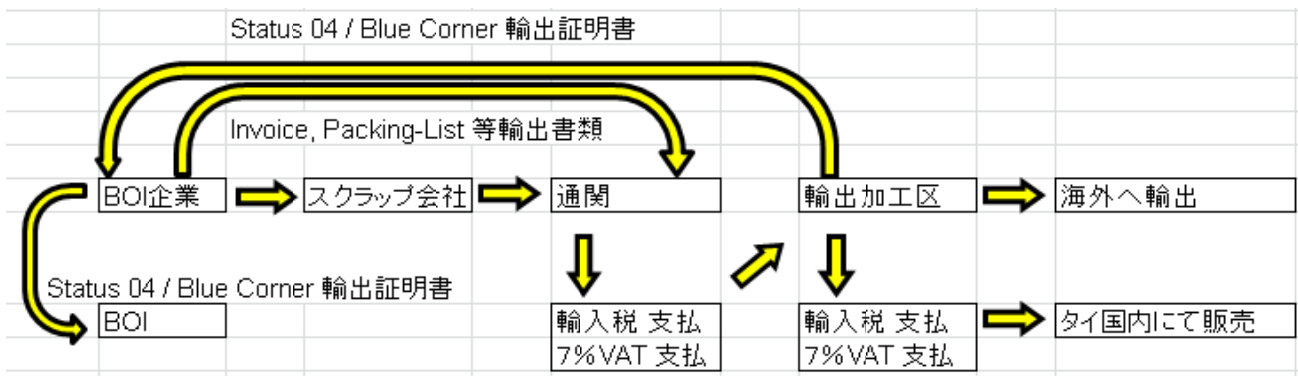 Status 04 / Blue Corner 輸出証明書
Invoice, Packing-List 等輸出書類
BOI企業
スクラップ会社
通関
輸出加工区
海外へ輸出
Status 04 / Blue Corner 輸出証明書
BOI
輸入税 支払
7%VAT 支払
輸入税 支払
7%VAT 支払
タイ国内にて販売